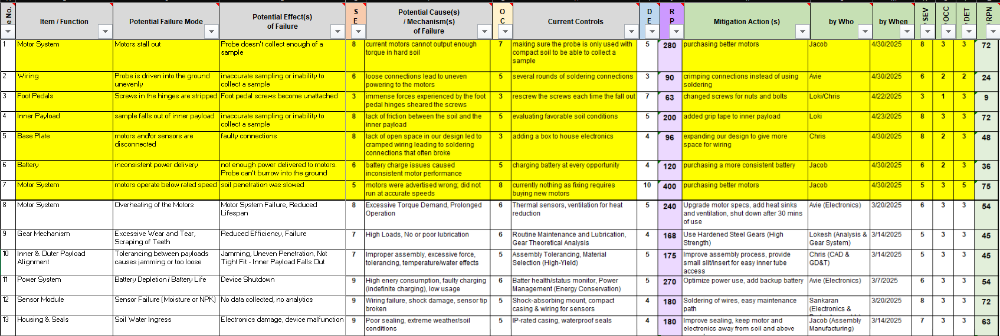 e No.
Item / Function
Potential Failure Mode
Potential Effect(s)
of Failure
S
E
Potential Cause(s)
/ Mechanism(s)
of Failure
O
C
Current Controls
D
E
R
P
Mitigation Action (s)
by Who
by When
SEV
OCC
DET
RPN
1
Motor System
Motors stall out
Probe doesn't collect enough of a
sample
8
current motors cannot output enough
torque in hard soil
7
making sure the probe is only used with
compact soil to be able to collect a
sample
5
280
purchasing better motors
Jacob
4/30/2025
8
3
3
72
2
Wiring
Probe is driven into the ground
unevenly
inaccurate sampling or inability to
collect a sample
6
loose connections lead to uneven
powering to the motors
5
several rounds of soldering connections
3
90
crimping connections instead of using
soldering
Avie
4/30/2025
6
2
2
24
3
Foot Pedals
Screws in the hinges are stripped
Foot pedal screws become unattached
3
immense forces experienced by the foot
pedal hinges sheared the screws
3
rescrew the screws each time the fall out
7
63
changed screws for nuts and bolts
Loki/Chris
4/22/2025
3
1
3
9
4
Inner Payload
sample falls out of inner payload
inaccurate sampling or inability to
collect a sample
8
lack of friction between the soil and the
inner payload
5
evaluating favorable soil conditions
5
200
added grip tape to inner payload
Loki
4/23/2025
8
3
3
72
5
Base Plate
motors and/or sensors are
disconnected
faulty connections
8
lack of open space in our design led to
cramped wiring leading to soldering
connections that often broke
3
adding a box to house electronics
4
96
expanding our design to give more
space for wiring
Chris
4/30/2025
8
2
3
48
6
Battery
inconsistent power delivery
not enough power delivered to motors.
Probe can't burrow into the ground
6
battery charge issues caused
inconsistent motor performance
5
charging battery at every opportunity
4
120
purchasing a more consistent battery
Jacob
4/30/2025
6
2
3
36
7
Motor System
motors operate below rated speed
soil penetration was slowed
5
motors were advertised wrong; did not
run at accurate speeds
8
currently nothing as fixing requires
buying new motors
10
400
purchasing better motors
Jacob
4/30/2025
5
3
5
75
8
Motor System
Overheating of the Motors
Motor System Failure, Reduced
Lifespan
8
Excessive Torque Demand, Prolonged
Operation
6
Thermal sensors, ventilation for heat
reduction
5
240
Upgrade motor specs, add heat sinks
and ventilation, shut down after 30 mins
of use
Avie (Electronics)
3/20/2025
6
3
3
54
9
Gear Mechanism
Excessive Wear and Tear,
Scraping of Teeth
Reduced Efficiency, Failure
7
High Loads, No or poor lubrication
6
Routine Maintenance and Lubrication,
Gear Theoretical Analysis
4
168
Use Hardened Steel Gears (High
Strength)
Lokesh (Analysis &
Gear System)
3/14/2025
5
3
3
45
10
Inner & Outer Payload
Alignment
Tolerancing between payloads
causes jamming or too loose
Jamming, Uneven Penetration, Not
Tight Fit - Inner Payload Falls Out
7
Improper assembly, excessive force,
tolerancing, temperature/water effects
5
Assembly Tolerancing, Material
Selection (High-Yield)
5
175
Improve assembly process, provide
small slit/insert for easy inner tube
access
Chris (CAD &
GD&T)
3/14/2025
5
3
3
45
11
Power System
Battery Depletion / Battery Life
Device Shutdown
9
High enery consumption, faulty charging
(indefinite charging), low usage
6
Batter health/status monitor, Power
Management (Energy Conservation)
5
270
Optimize power use, add backup battery
Avie (Electronics)
3/7/2025
6
3
3
54
12
Sensor Module
Sensor Failure (Moisture or NPK)
No data collected, no analytics
9
Wiring failure, shock damage, sensor tip
broken
5
Shock-absorbing mount, compact
casing & wiring for sensors
4
180
Soldering of wires, easy maintenance
path
Sankaran
(Electronics &
3/20/2025
8
3
3
72
13
Housing & Seals
Soil Water Ingress
Electronics damage, device malfunction
9
Poor sealing, extreme weather/soil
conditions
5
IP-rated casing, waterproof seals
4
180
Improve sealing, keep motor and
electronics away from soil and above
Jacob (Assembly
Manufacturing)
3/14/2025
7
3
3
63